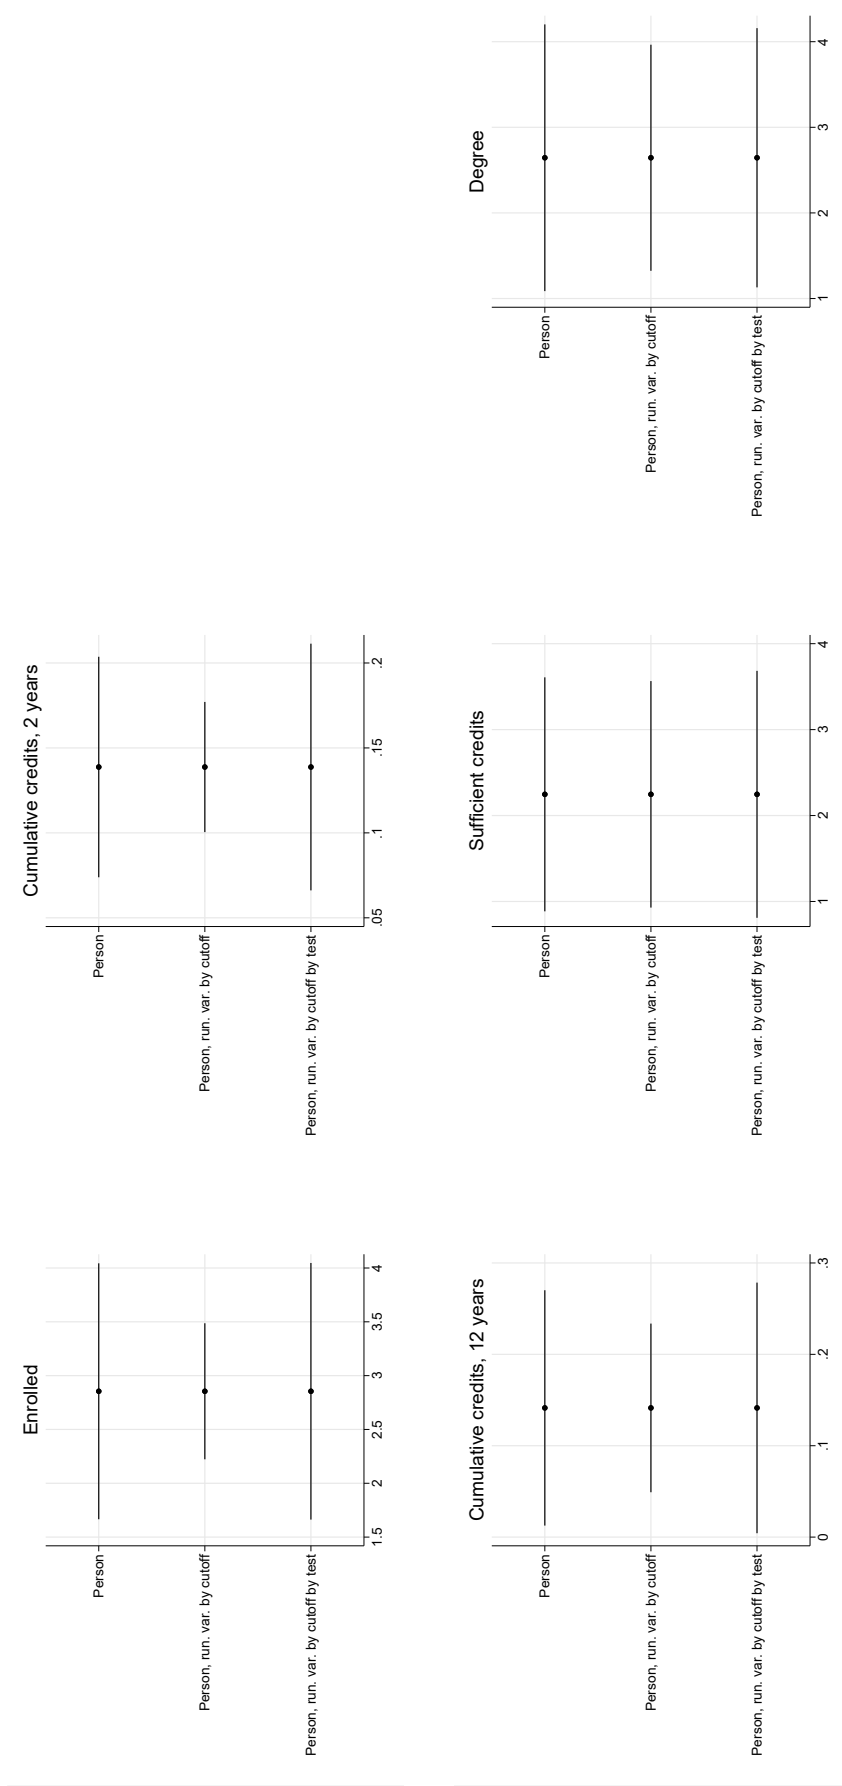 Enrolled
Person
Person, run. var. by cutoff
Person, run. var. by cutoff by test
1.5 2 2.5 3 3.5 4
Cumulative credits, 2 years
Person
Person, run. var. by cutoff
Person, run. var. by cutoff by test
.05 .1 .15 .2
Cumulative credits, 12 years
Person
Person, run. var. by cutoff
Person, run. var. by cutoff by test
0 .1 .2 .3
Sufficient credits
Person
Person, run. var. by cutoff
Person, run. var. by cutoff by test
1 2 3 4
Degree
Person
Person, run. var. by cutoff
Person, run. var. by cutoff by test
1 2 3 4